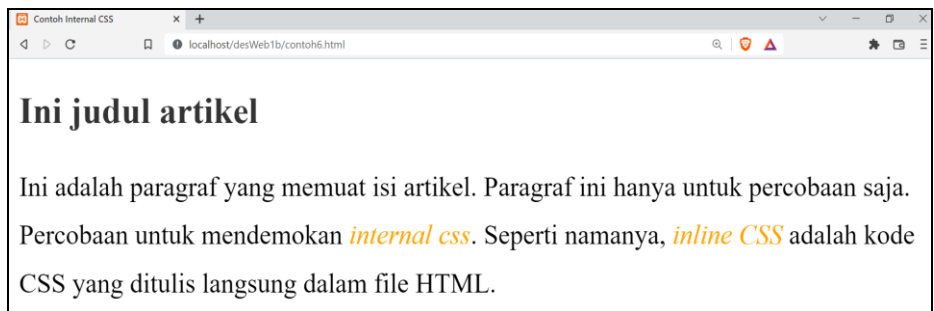 Contoh Internal CSS
localhost/desWeb1b/contoh6.html
Ini judul artikel
Ini adalah paragraf yang memuat isi artikel. Paragraf ini hanya untuk percobaan saja.
Percobaan untuk mendemokan internal css. Seperti namanya, inline CSS adalah kode
CSS yang ditulis langsung dalam file HTML.